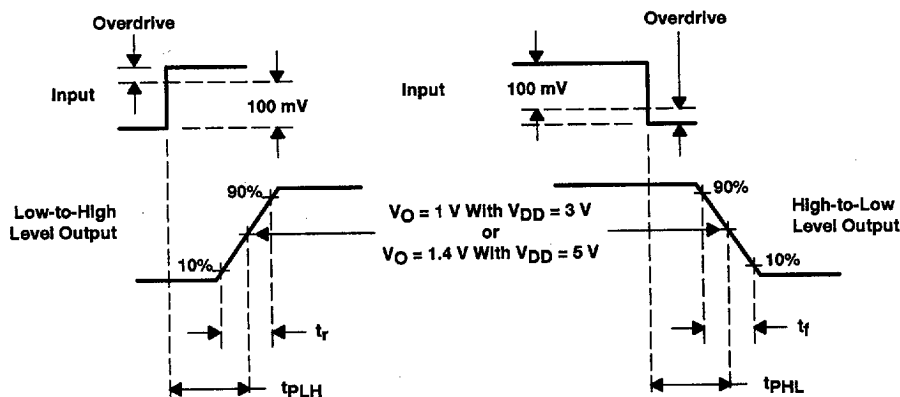 Overdrive
Input
100 mV
90%
Low-to-High
Level Output
10%
tr
tPLH
VO = 1 V With VDD = 3 V
or
VO = 1.4 V With VDD = 5 V
Overdrive
Input
100 mV
90%
High-to-Low
Level Output
10%
tf
tPHL